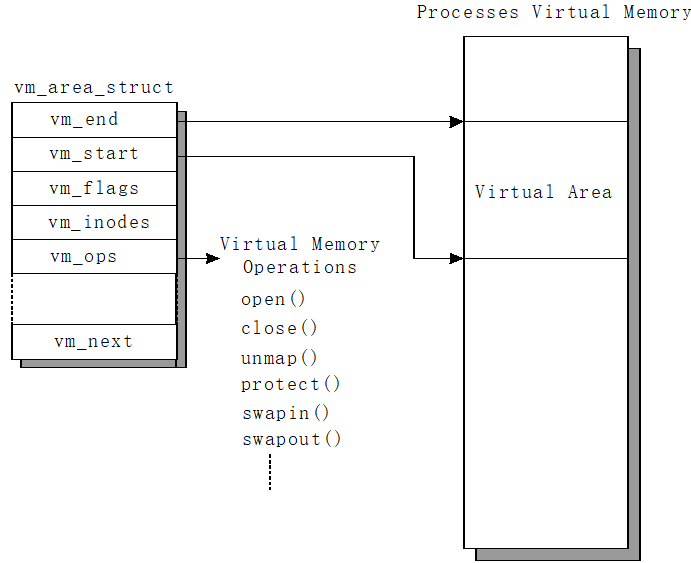 Processes Virtual Memory
vm_area_struct
vm_end
vm_start
vm_flags
vm_inodes
vm_ops
vm_next
Virtual Memory
Operations
open()
close()
unmap()
protect()
swapin()
swapout()
Virtual Area